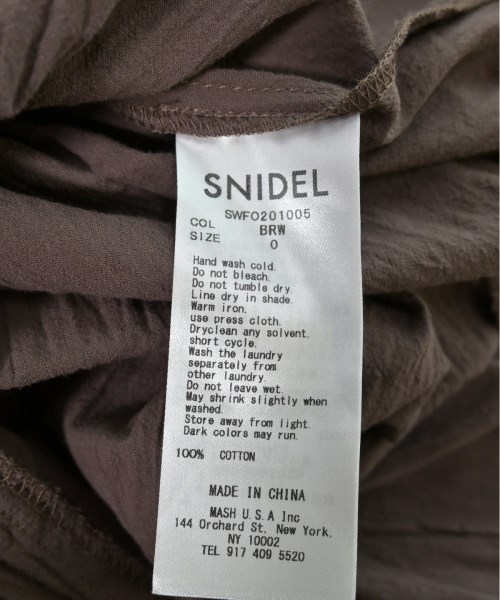 SNIDEL
SWFO201005
COL BRW
SIZE 0
Hand wash cold.
Do not bleach.
Do not tumble dry.
Line dry in shade.
Warm iron.
use press cloth.
Dryclean any solvent.
short cycle.
Wash the laundry
separately from
other laundry.
Do not leave wet.
May shrink slightly when
washed.
Store away from light.
Dark colors may run.
100% COTTON
MADE IN CHINA
MASH U.S.A Inc
144 Orchard St. New York.
NY 10002
TEL 917 409 5520